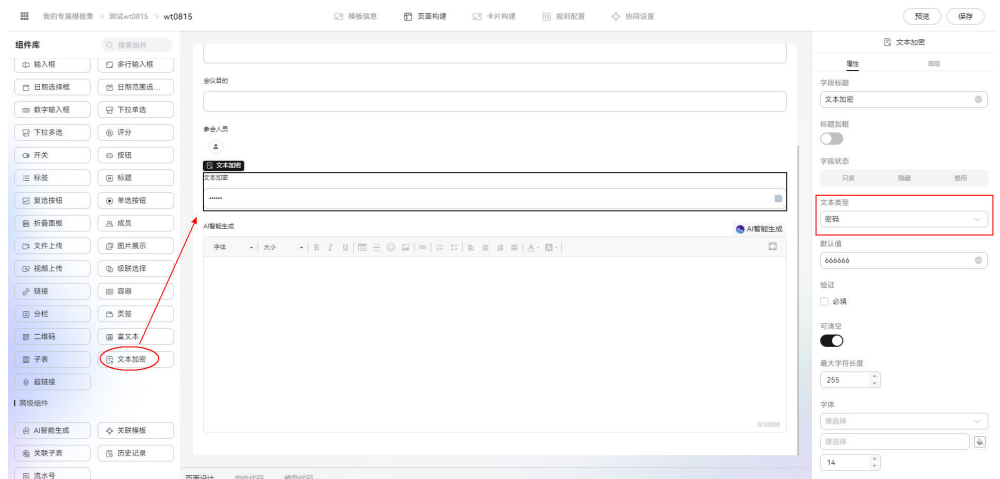 我的专属模板集 > 测试wt0815 > wt0815
模板信息 页面构建 卡片构建 规则配置 协同设置
预览 保存
组件库 搜索组件
输入框 多行输入框
日期选择框 日期范围选...
数字输入框 下拉单选
下拉多选 评分
开关 按钮
标签 标题
复选按钮 单选按钮
折叠面板 成员
文件上传 图片展示
视频上传 级联选择
链接 容器
分栏 页签
二维码 富文本
子表 文本加密
超链接
高级组件
AI智能生成 关联模板
关联子表 历史记录
流水号
会议目的
参会人员
文本加密
文本加密
••••••
AI智能生成 AI智能生成
字体 大小 B I U A
0/30000
页面设计 组件代码 模型代码
文本加密
属性 高级
字段标题
文本加密
标题加粗
字段状态
只读 隐藏 禁用
文本类型
密码
默认值
666666
验证
必填
可清空
最大字符长度
255
字体
请选择
请选择
14